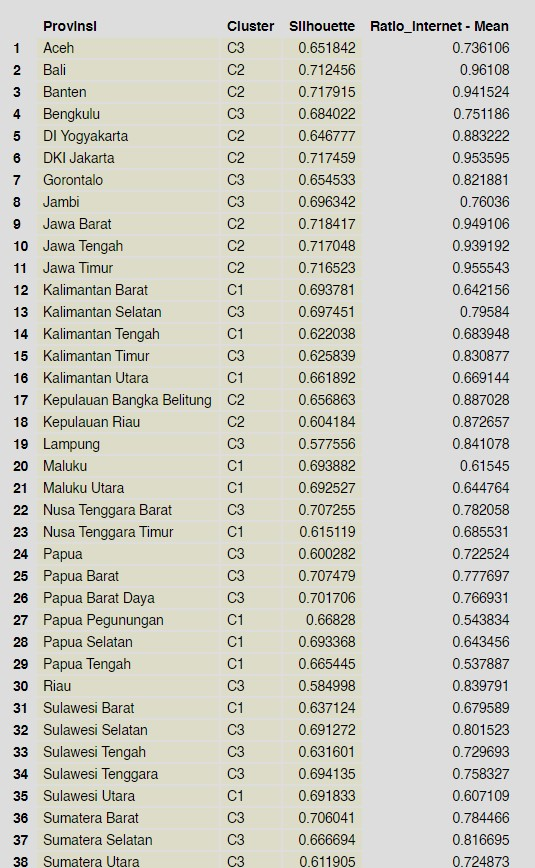 Provinsi Cluster Silhouette Ratio_Internet - Mean
1 Aceh C3 0.651842 0.736106
2 Bali C2 0.712456 0.96108
3 Banten C2 0.717915 0.941524
4 Bengkulu C3 0.684022 0.751186
5 DI Yogyakarta C2 0.646777 0.883222
6 DKI Jakarta C2 0.717459 0.953595
7 Gorontalo C3 0.654533 0.821881
8 Jambi C3 0.696342 0.76036
9 Jawa Barat C2 0.718417 0.949106
10 Jawa Tengah C2 0.717048 0.939192
11 Jawa Timur C2 0.716523 0.955543
12 Kalimantan Barat C1 0.693781 0.642156
13 Kalimantan Selatan C3 0.697451 0.79584
14 Kalimantan Tengah C1 0.622038 0.683948
15 Kalimantan Timur C3 0.625839 0.830877
16 Kalimantan Utara C1 0.661892 0.669144
17 Kepulauan Bangka Belitung C2 0.656863 0.887028
18 Kepulauan Riau C2 0.604184 0.872657
19 Lampung C3 0.577556 0.841078
20 Maluku C1 0.693882 0.61545
21 Maluku Utara C1 0.692527 0.644764
22 Nusa Tenggara Barat C3 0.707255 0.782058
23 Nusa Tenggara Timur C1 0.615119 0.685531
24 Papua C3 0.600282 0.722524
25 Papua Barat C3 0.707479 0.777697
26 Papua Barat Daya C3 0.701706 0.766931
27 Papua Pegunungan C1 0.66828 0.543834
28 Papua Selatan C1 0.693368 0.643456
29 Papua Tengah C1 0.665445 0.537887
30 Riau C3 0.584998 0.839791
31 Sulawesi Barat C1 0.637124 0.679589
32 Sulawesi Selatan C3 0.691272 0.801523
33 Sulawesi Tengah C3 0.631601 0.729693
34 Sulawesi Tenggara C3 0.694135 0.758327
35 Sulawesi Utara C1 0.691833 0.607109
36 Sumatera Barat C3 0.706041 0.784466
37 Sumatera Selatan C3 0.666694 0.816695
38 Sumatera Utara C3 0.611905 0.724873